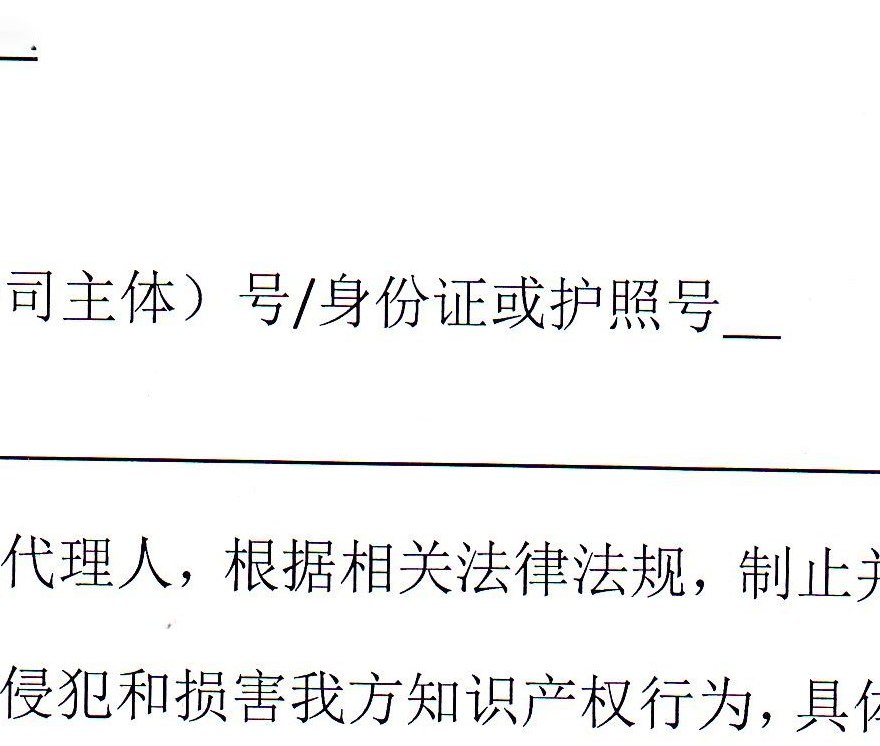 司主体）号/身份证或护照号__
代理人，根据相关法律法规，制止并
侵犯和损害我方知识产权行为，具体